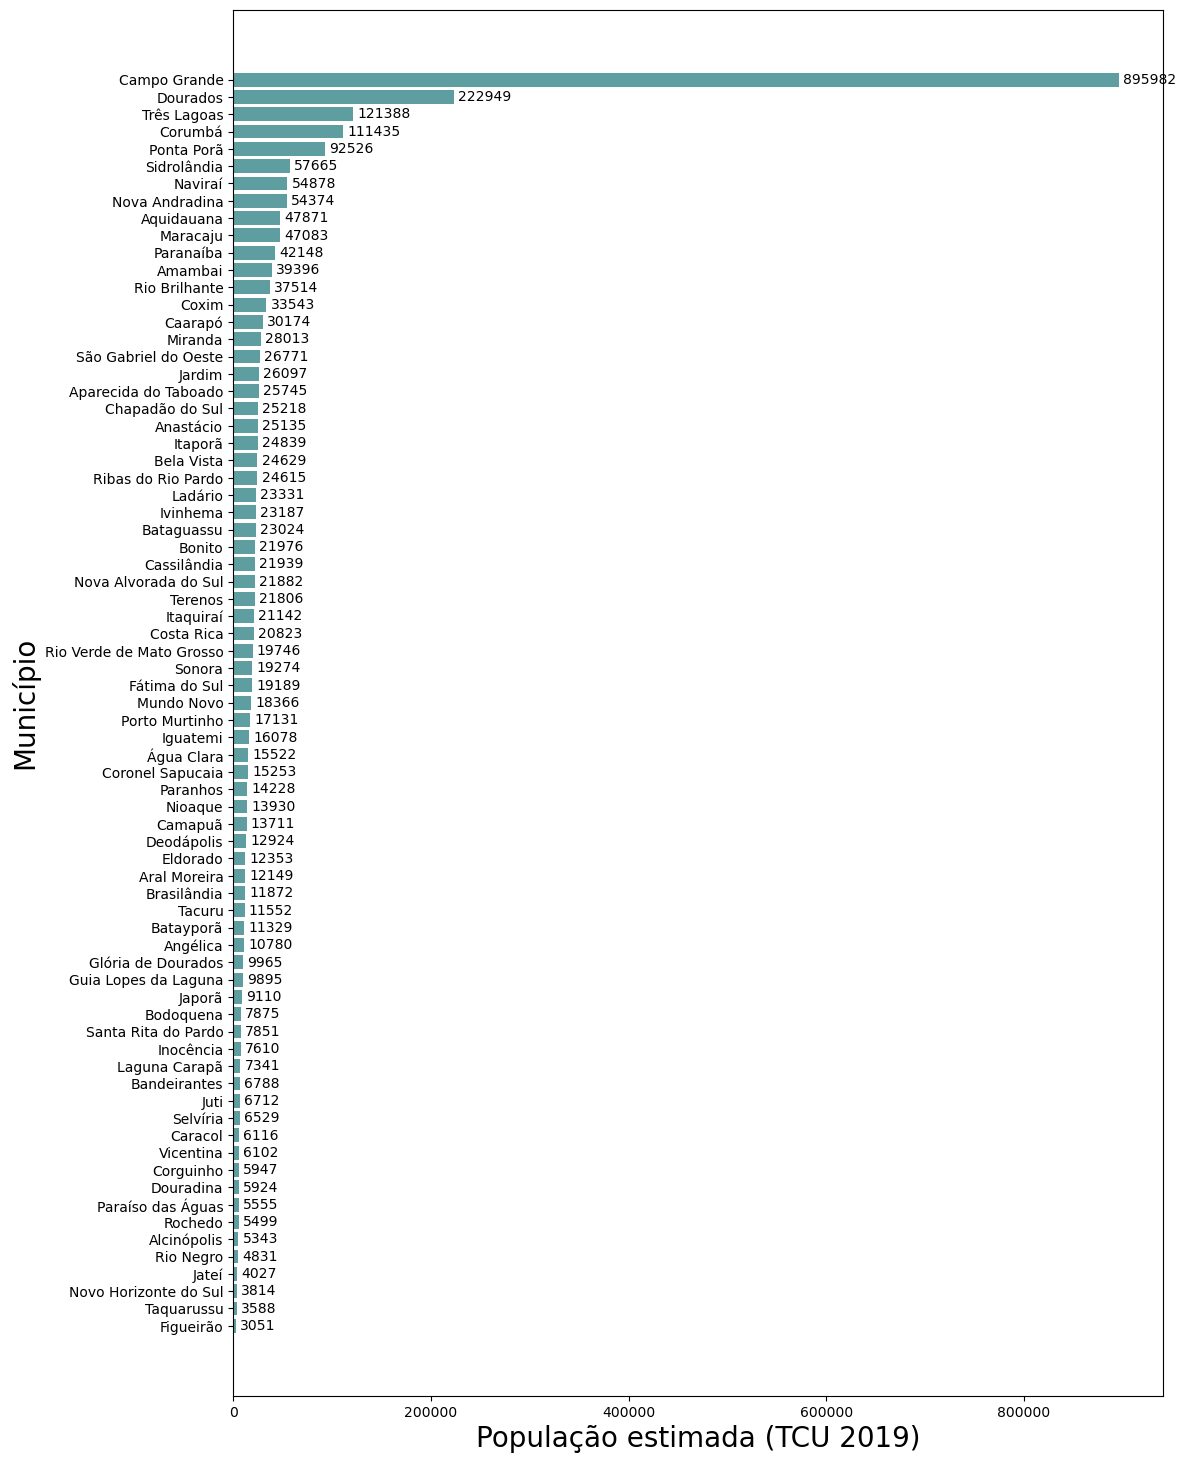 Campo Grande 895982
Dourados 222949
Três Lagoas 121388
Corumbá 111435
Ponta Porã 92526
Sidrolândia 57665
Naviraí 54878
Nova Andradina 54374
Aquidauana 47871
Maracaju 47083
Paranaíba 42148
Amambai 39396
Rio Brilhante 37514
Coxim 33543
Caarapó 30174
Miranda 28013
São Gabriel do Oeste 26771
Jardim 26097
Aparecida do Taboado 25745
Chapadão do Sul 25218
Anastácio 25135
Itaporã 24839
Bela Vista 24629
Ribas do Rio Pardo 24615
Ladário 23331
Ivinhema 23187
Bataguassu 23024
Bonito 21976
Cassilândia 21939
Nova Alvorada do Sul 21882
Terenos 21806
Itaquiraí 21142
Costa Rica 20823
Rio Verde de Mato Grosso 19746
Sonora 19274
Fátima do Sul 19189
Mundo Novo 18366
Porto Murtinho 17131
Iguatemi 16078
Água Clara 15522
Coronel Sapucaia 15253
Paranhos 14228
Nioaque 13930
Camapuã 13711
Deodápolis 12924
Eldorado 12353
Aral Moreira 12149
Brasilândia 11872
Tacuru 11552
Batayporã 11329
Angélica 10780
Glória de Dourados 9965
Guia Lopes da Laguna 9895
Japorã 9110
Bodoquena 7875
Santa Rita do Pardo 7851
Inocência 7610
Laguna Carapã 7341
Bandeirantes 6788
Juti 6712
Selvíria 6529
Caracol 6116
Vicentina 6102
Corguinho 5947
Douradina 5924
Paraíso das Águas 5555
Rochedo 5499
Alcinópolis 5343
Rio Negro 4831
Jateí 4027
Novo Horizonte do Sul 3814
Taquarussu 3588
Figueirão 3051
Município
0 200000 400000 600000 800000
População estimada (TCU 2019)